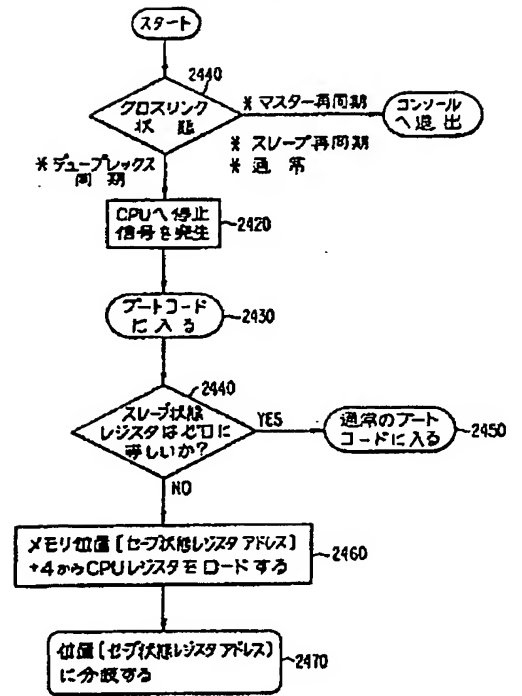 スタート
2440
クロスリンク
状態
* マスター再同期
コンソール
へ退出
* スレーブ再同期
* 通常
* デュープレックス
同期
CPUへ停止
信号を発生
2420
ブートコード
に入る
2430
2440
スレーブ状態
レジスタはゼロに
等しいか?
YES
通常のブート
コードに入る
2450
NO
メモリ位置[セーブ状態レジスタアドレス]
+4からCPUレジスタをロードする
2460
位置[セーブ状態レジスタアドレス]
に分岐する
2470